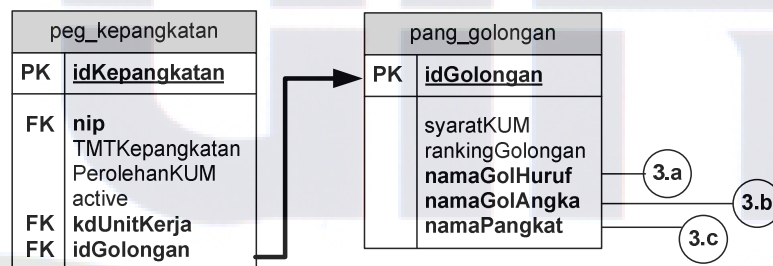 peg_kepangkatan
PK idKepangkatan
FK nip
TMTKepangkatan
PerolehanKUM
active
FK kdUnitKerja
FK idGolongan
pang_golongan
PK idGolongan
syaratKUM
rankingGolongan
namaGolHuruf
namaGolAngka
namaPangkat
3.a
3.b
3.c